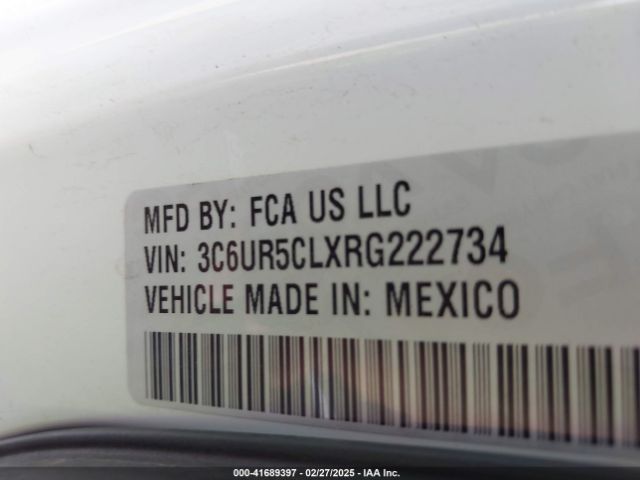 MFD BY: FCA US LLC
VIN: 3C6UR5CLXRG222734
VEHICLE MADE IN: MEXICO
000-41689397 - 02/27/2025 - IAA Inc.